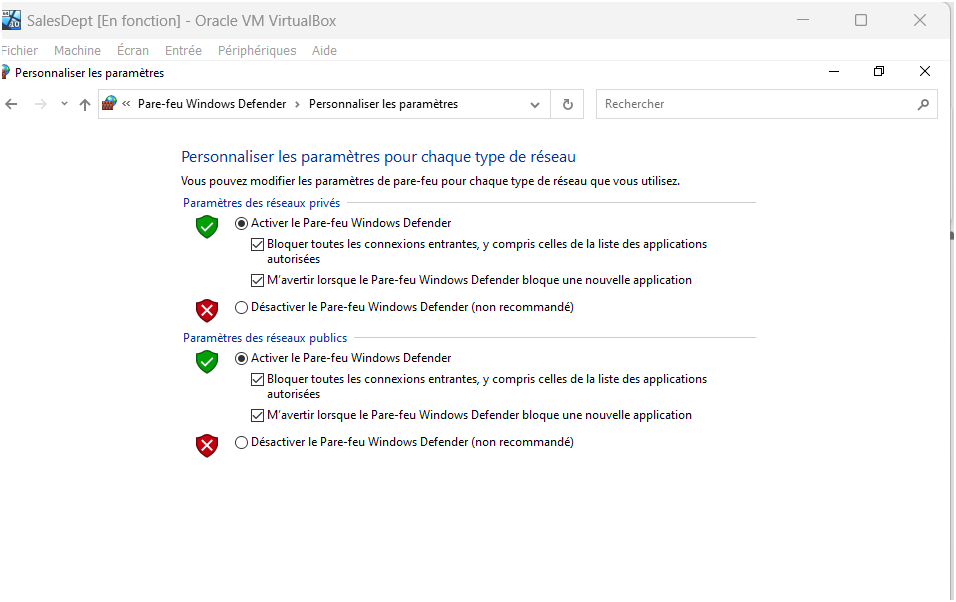 SalesDept [En fonction] - Oracle VM VirtualBox
Fichier Machine Écran Entrée Périphériques Aide
Personnaliser les paramètres
« Pare-feu Windows Defender › Personnaliser les paramètres Rechercher
Personnaliser les paramètres pour chaque type de réseau
Vous pouvez modifier les paramètres de pare-feu pour chaque type de réseau que vous utilisez.
Paramètres des réseaux privés
Activer le Pare-feu Windows Defender
Bloquer toutes les connexions entrantes, y compris celles de la liste des applications
autorisées
M'avertir lorsque le Pare-feu Windows Defender bloque une nouvelle application
Désactiver le Pare-feu Windows Defender (non recommandé)
Paramètres des réseaux publics
Activer le Pare-feu Windows Defender
Bloquer toutes les connexions entrantes, y compris celles de la liste des applications
autorisées
M'avertir lorsque le Pare-feu Windows Defender bloque une nouvelle application
Désactiver le Pare-feu Windows Defender (non recommandé)